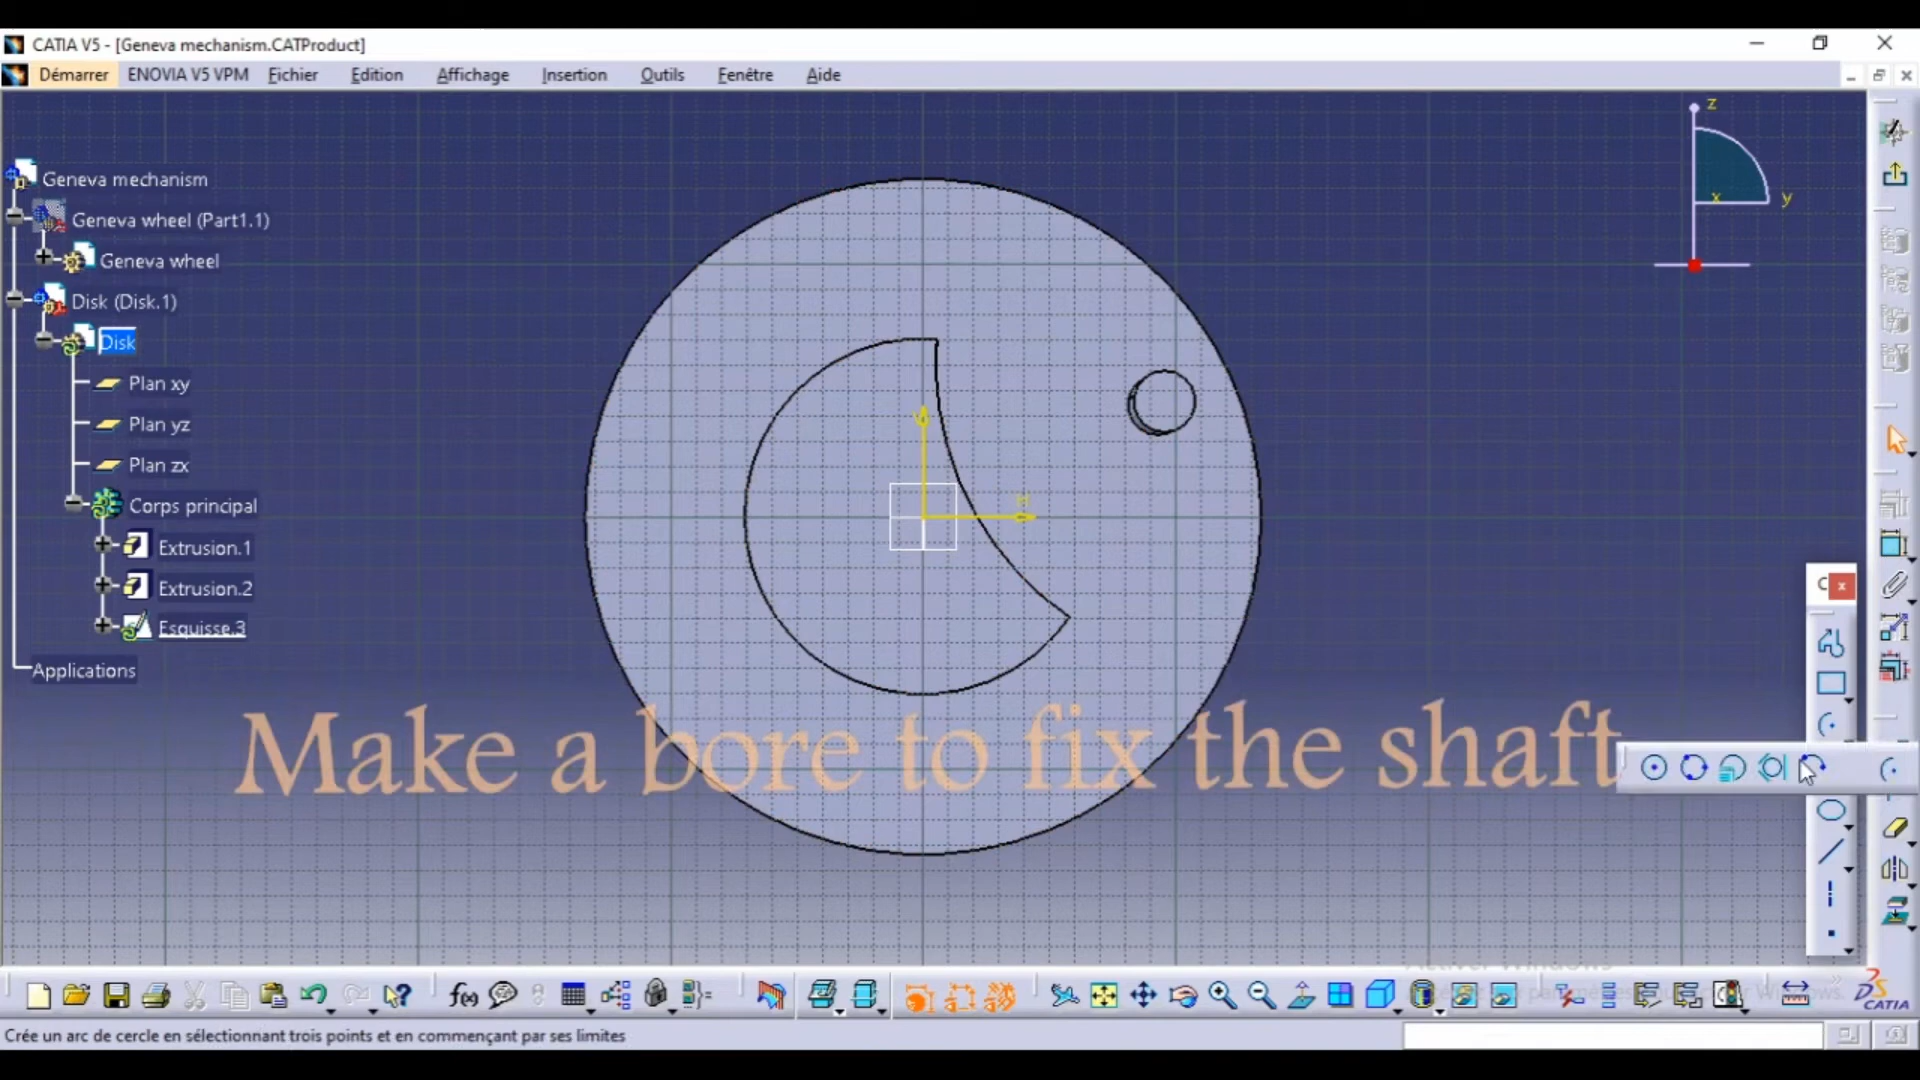 CATIA V5 - [Geneva mechanism.CATProduct]
Démarrer ENOVIA V5 VPM Fichier Edition Affichage Insertion Outils Fenêtre Aide
z
x y
Geneva mechanism
Geneva wheel (Part1.1)
Geneva wheel
Disk (Disk.1)
Disk
Plan xy
Plan yz
Plan zx
Corps principal
Extrusion.1
Extrusion.2
Esquisse.3
Applications
V
H
C x
Make a bore to fix the shaft
f(x)
CATIA
Crée un arc de cercle en sélectionnant trois points et en commençant par ses limites